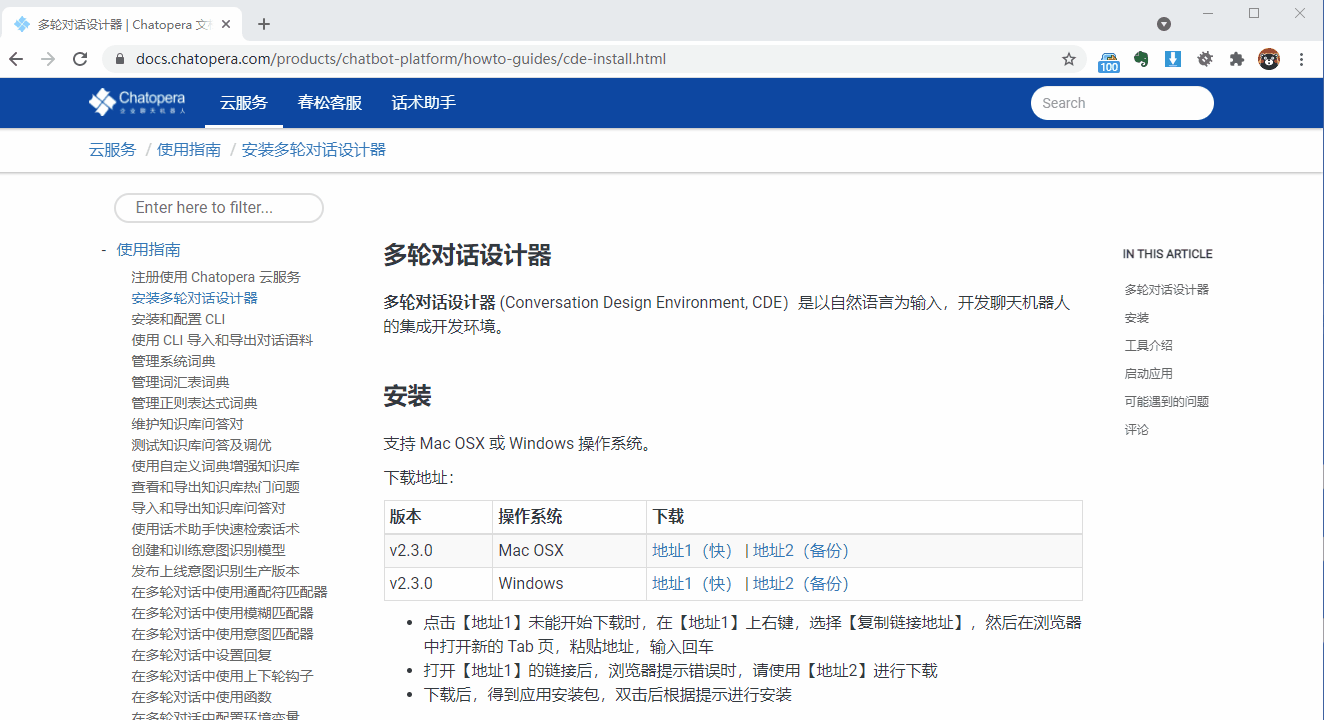 多轮对话设计器 | Chatopera 文
docs.chatopera.com/products/chatbot-platform/howto-guides/cde-install.html
100
Chatopera
企业聊天机器人
云服务
春松客服
话术助手
Search
云服务 / 使用指南 / 安装多轮对话设计器
Enter here to filter...
- 使用指南
注册使用 Chatopera 云服务
安装多轮对话设计器
安装和配置 CLI
使用 CLI 导入和导出对话语料
管理系统词典
管理词汇表词典
管理正则表达式词典
维护知识库问答对
测试知识库问答及调优
使用自定义词典增强知识库
查看和导出知识库热门问题
导入和导出知识库问答对
使用话术助手快速检索话术
创建和训练意图识别模型
发布上线意图识别生产版本
在多轮对话中使用通配符匹配器
在多轮对话中使用模糊匹配器
在多轮对话中使用意图匹配器
在多轮对话中设置回复
在多轮对话中使用上下轮钩子
在多轮对话中使用函数
在多轮对话中配置环境变量
多轮对话设计器
多轮对话设计器 (Conversation Design Environment, CDE）是以自然语言为输入，开发聊天机器人
的集成开发环境。
安装
支持 Mac OSX 或 Windows 操作系统。
下载地址：
版本 操作系统 下载
v2.3.0 Mac OSX 地址1（快） | 地址2（备份）
v2.3.0 Windows 地址1（快） | 地址2（备份）
• 点击【地址1】未能开始下载时，在【地址1】上右键，选择【复制链接地址】，然后在浏览器
中打开新的 Tab 页，粘贴地址，输入回车
• 打开【地址1】的链接后，浏览器提示错误时，请使用【地址2】进行下载
• 下载后，得到应用安装包，双击后根据提示进行安装
IN THIS ARTICLE
多轮对话设计器
安装
工具介绍
启动应用
可能遇到的问题
评论